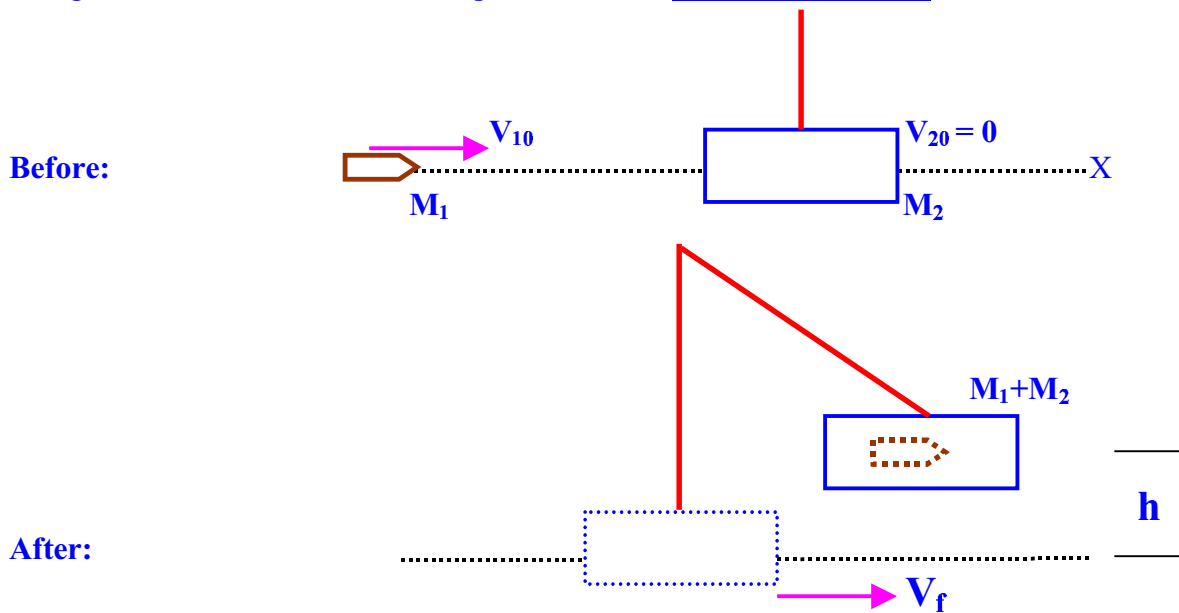 V₁₀
V₂₀ = 0
Before:
X
M₁
M₂
M₁+M₂
h
After:
V_f